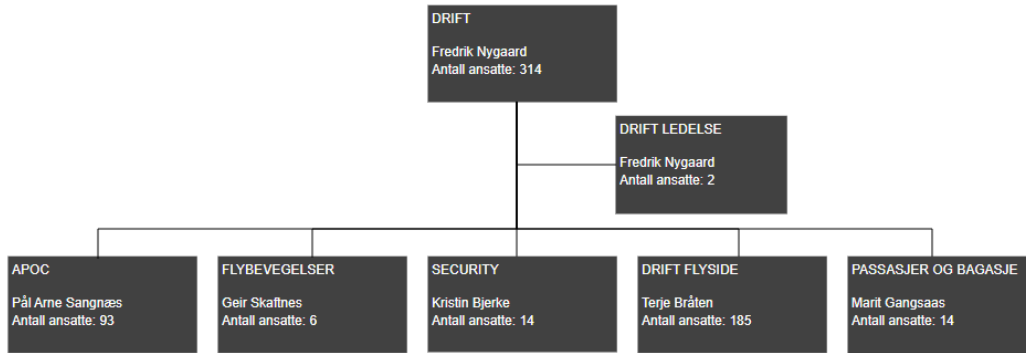 DRIFT
Fredrik Nygaard
Antall ansatte: 314
DRIFT LEDELSE
Fredrik Nygaard
Antall ansatte: 2
APOC
Pål Arne Sangnæs
Antall ansatte: 93
FLYBEVEGELSER
Geir Skaftnes
Antall ansatte: 6
SECURITY
Kristin Bjerke
Antall ansatte: 14
DRIFT FLYSIDE
Terje Bråten
Antall ansatte: 185
PASSASJER OG BAGASJE
Marit Gangsaas
Antall ansatte: 14